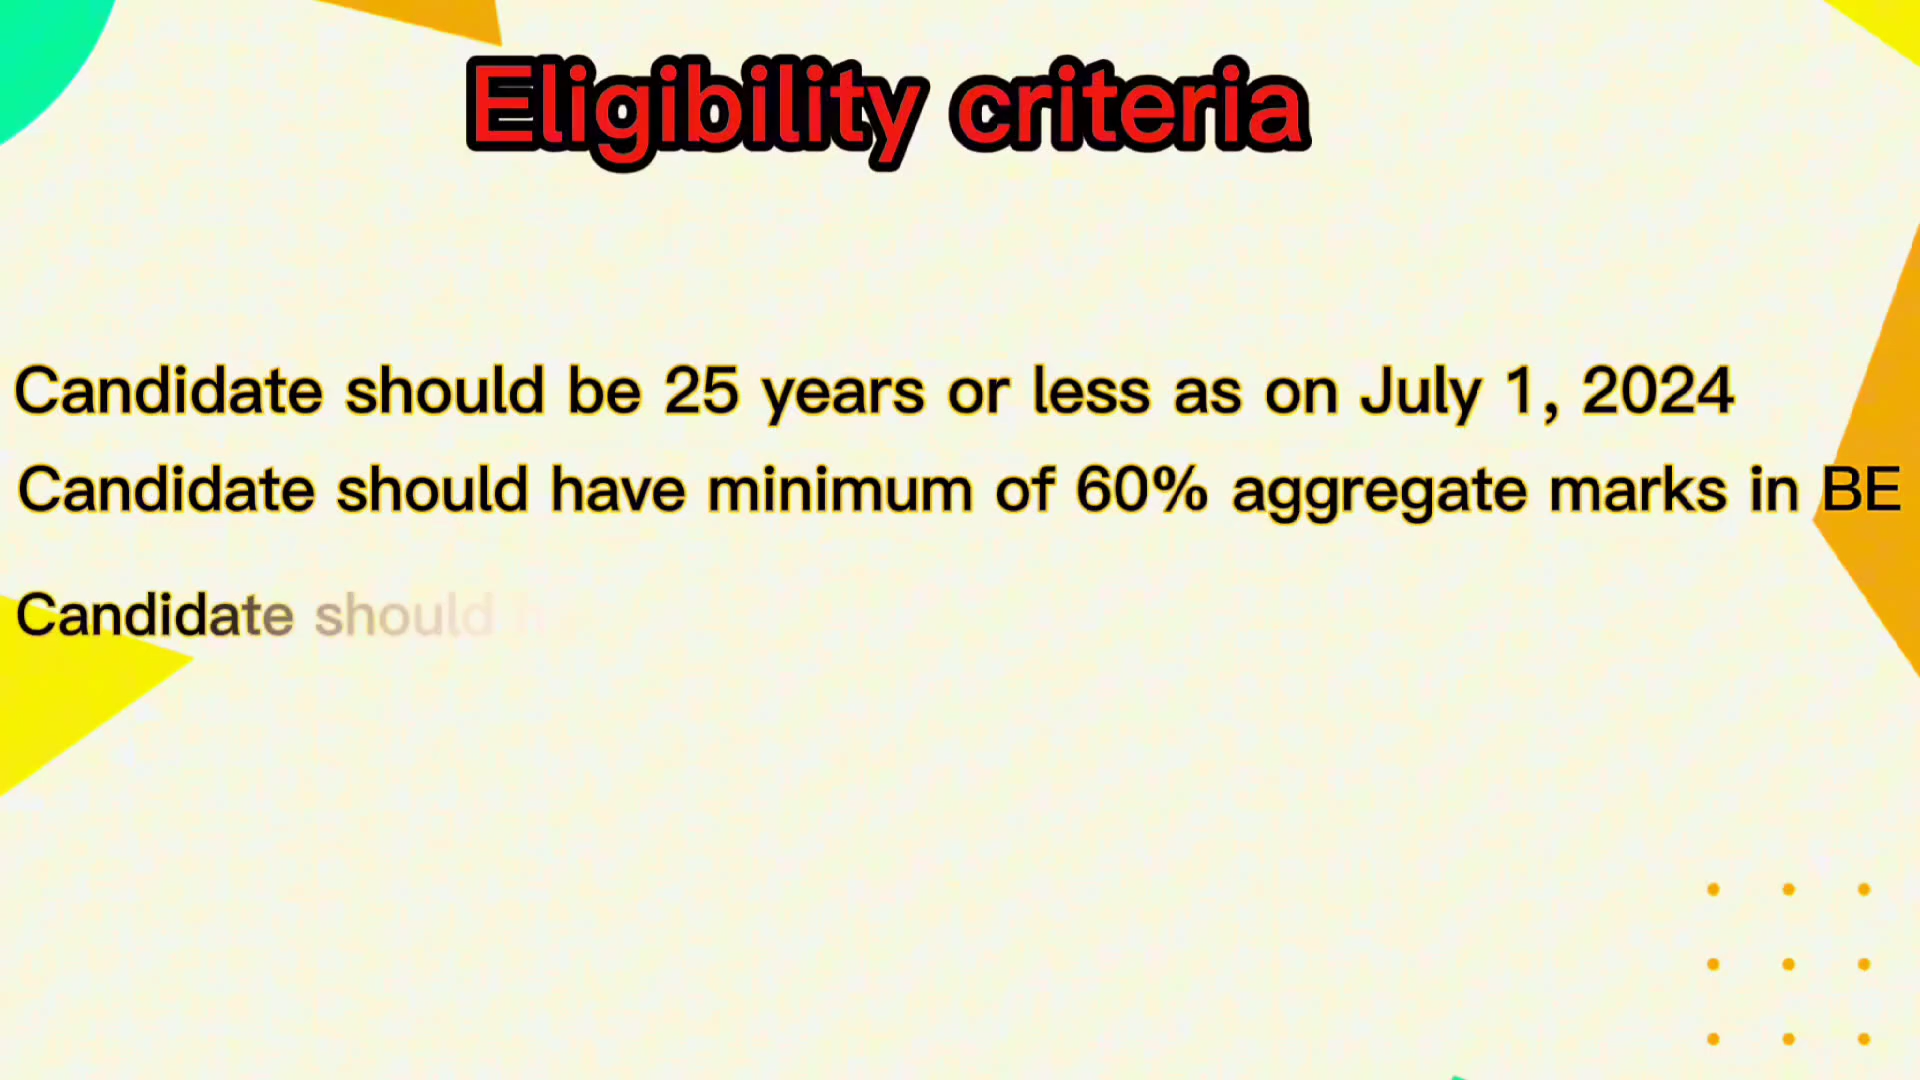 Eligibility criteria
Candidate should be 25 years or less as on July 1, 2024
Candidate should have minimum of 60% aggregate marks in BE
Candidate should